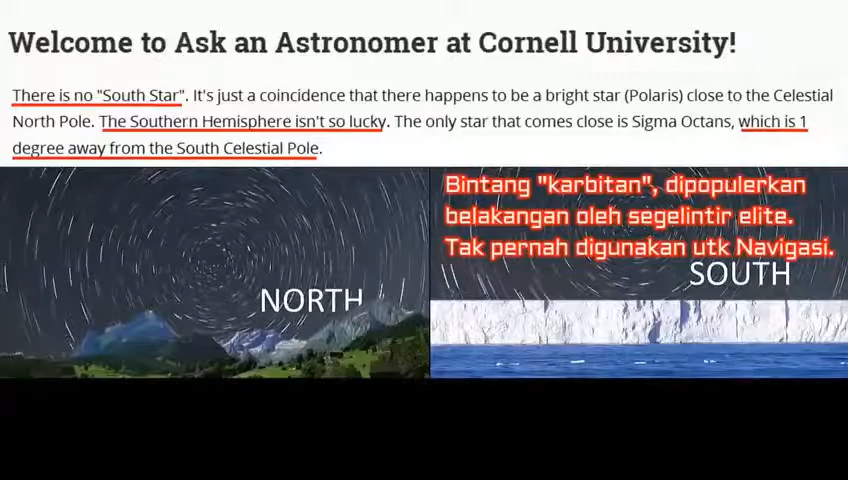 Welcome to Ask an Astronomer at Cornell University!
There is no "South Star". It's just a coincidence that there happens to be a bright star (Polaris) close to the Celestial
North Pole. The Southern Hemisphere isn't so lucky. The only star that comes close is Sigma Octans, which is 1
degree away from the South Celestial Pole.
Bintang "karbitan", dipopulerkan
belakangan oleh segelintir elite.
Tak pernah digunakan utk Navigasi.
NORTH
SOUTH